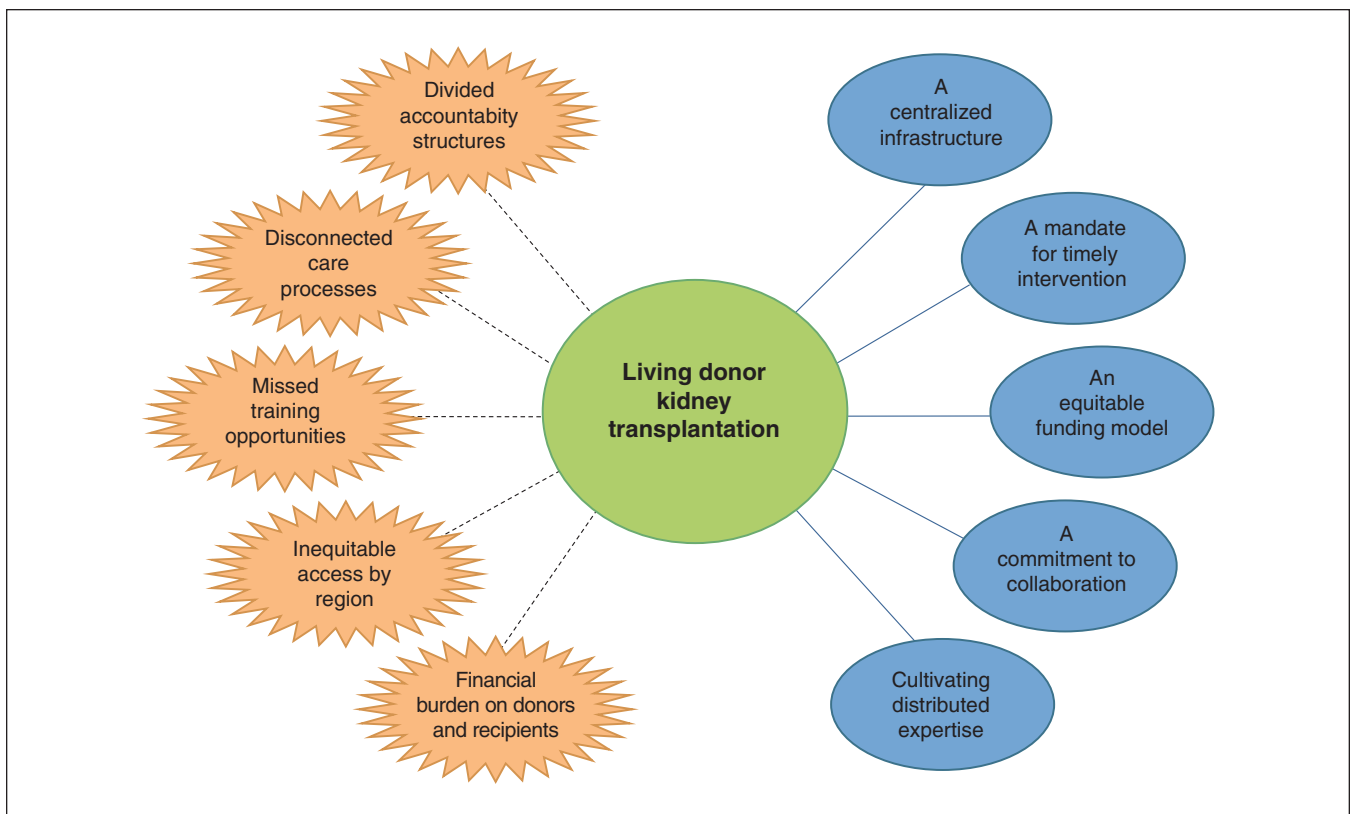 Divided
accountabity
structures
Disconnected
care
processes
Missed
training
opportunities
Inequitable
access by
region
Financial
burden on donors
and recipients
Living donor
kidney
transplantation
A
centralized
infrastructure
A mandate
for timely
intervention
An
equitable
funding model
A
commitment to
collaboration
Cultivating
distributed
expertise